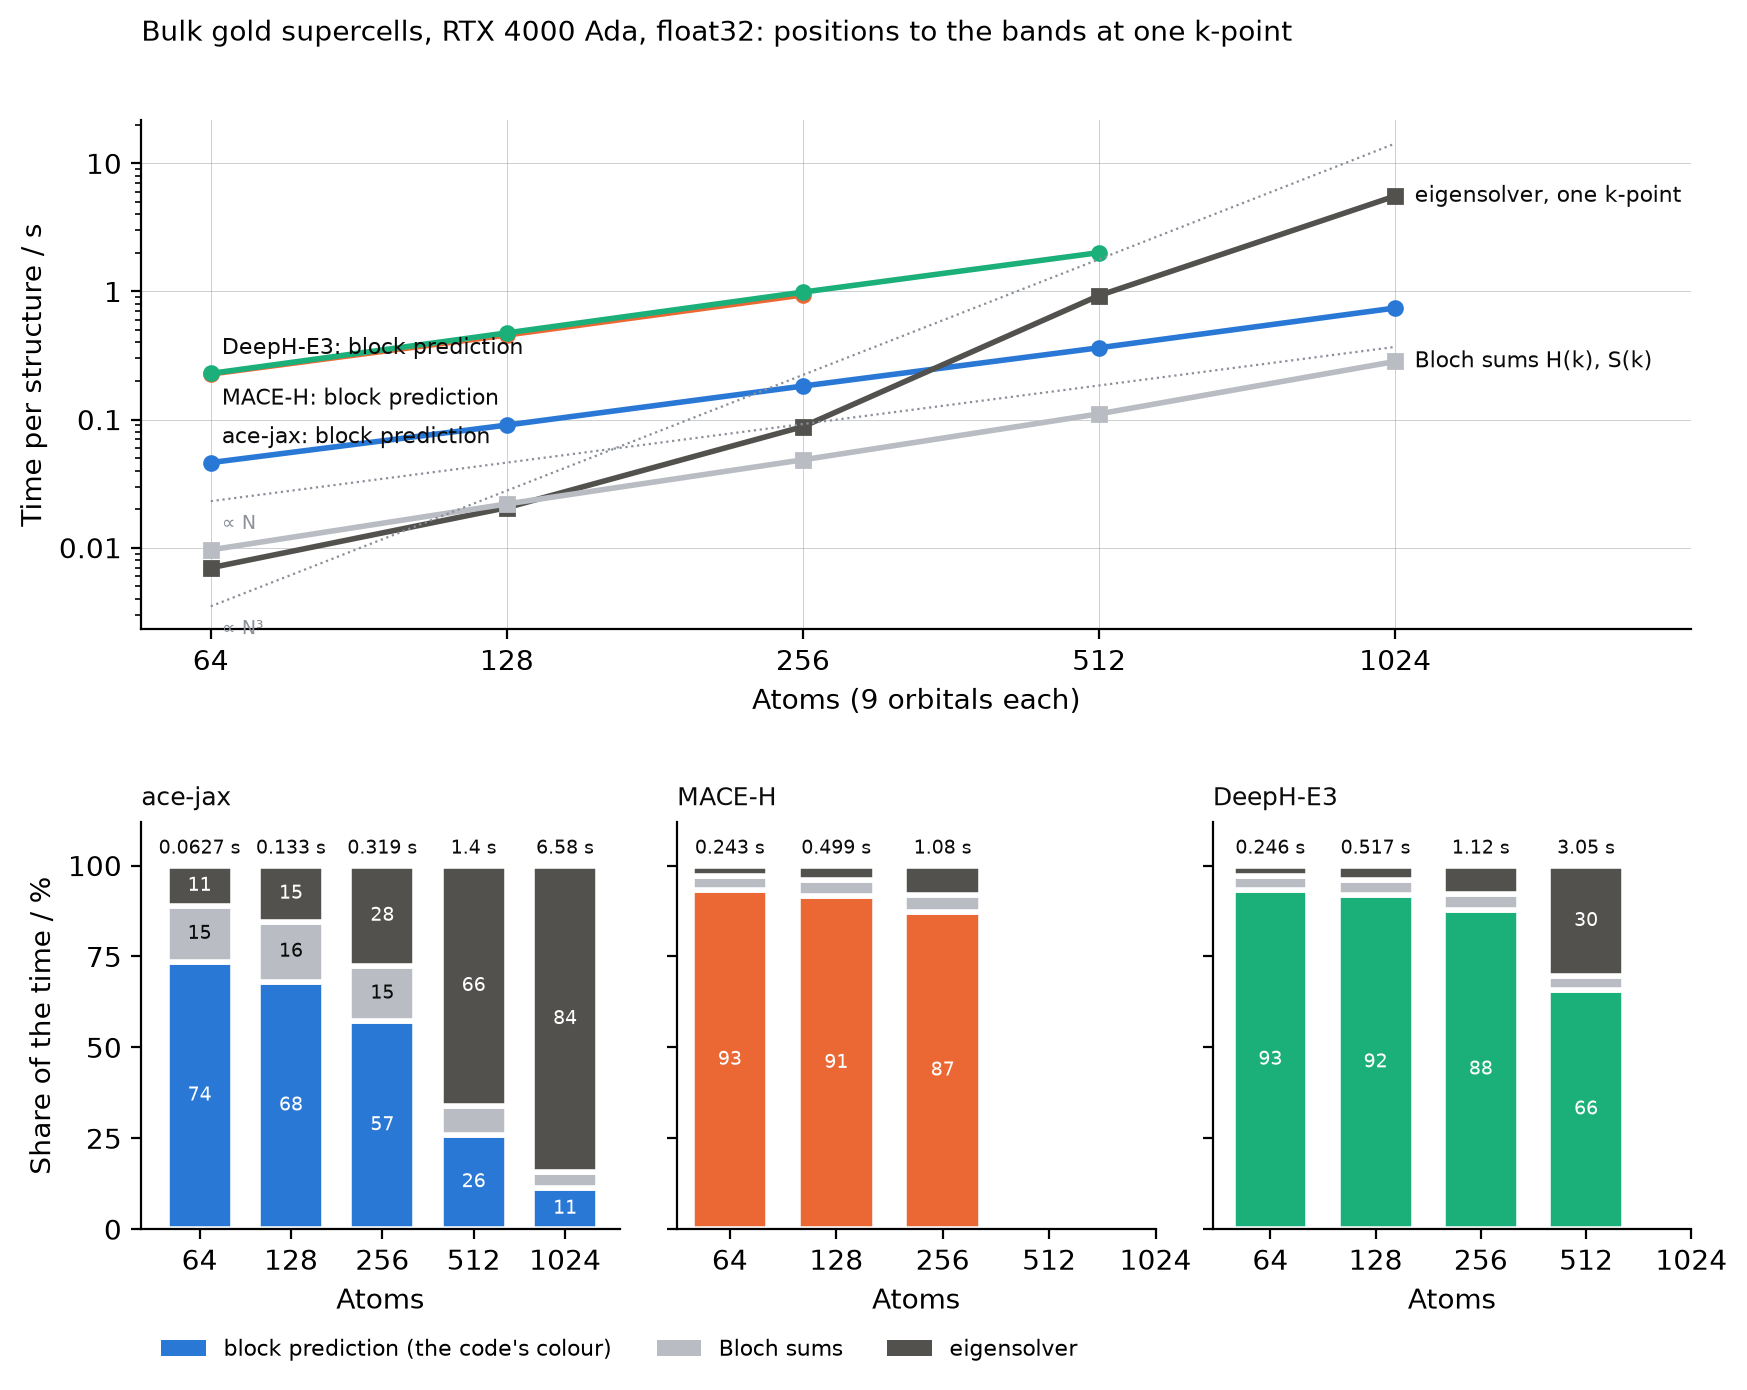 Bulk gold supercells, RTX 4000 Ada, float32: positions to the bands at one k-point
Time per structure / s
10
1
0.1
0.01
eigensolver, one k-point
Bloch sums H(k), S(k)
DeepH-E3: block prediction
MACE-H: block prediction
ace-jax: block prediction
∝ N
∝ N³
64 128 256 512 1024
Atoms (9 orbitals each)
Share of the time / %
100
75
50
25
0
ace-jax
0.0627 s 0.133 s 0.319 s 1.4 s 6.58 s
11 15 28 66 84
15 16 15
74 68 57 26 11
64 128 256 512 1024
Atoms
MACE-H
0.243 s 0.499 s 1.08 s
93 91 87
64 128 256 512 1024
Atoms
DeepH-E3
0.246 s 0.517 s 1.12 s 3.05 s
30
93 92 88 66
64 128 256 512 1024
Atoms
block prediction (the code's colour) Bloch sums eigensolver